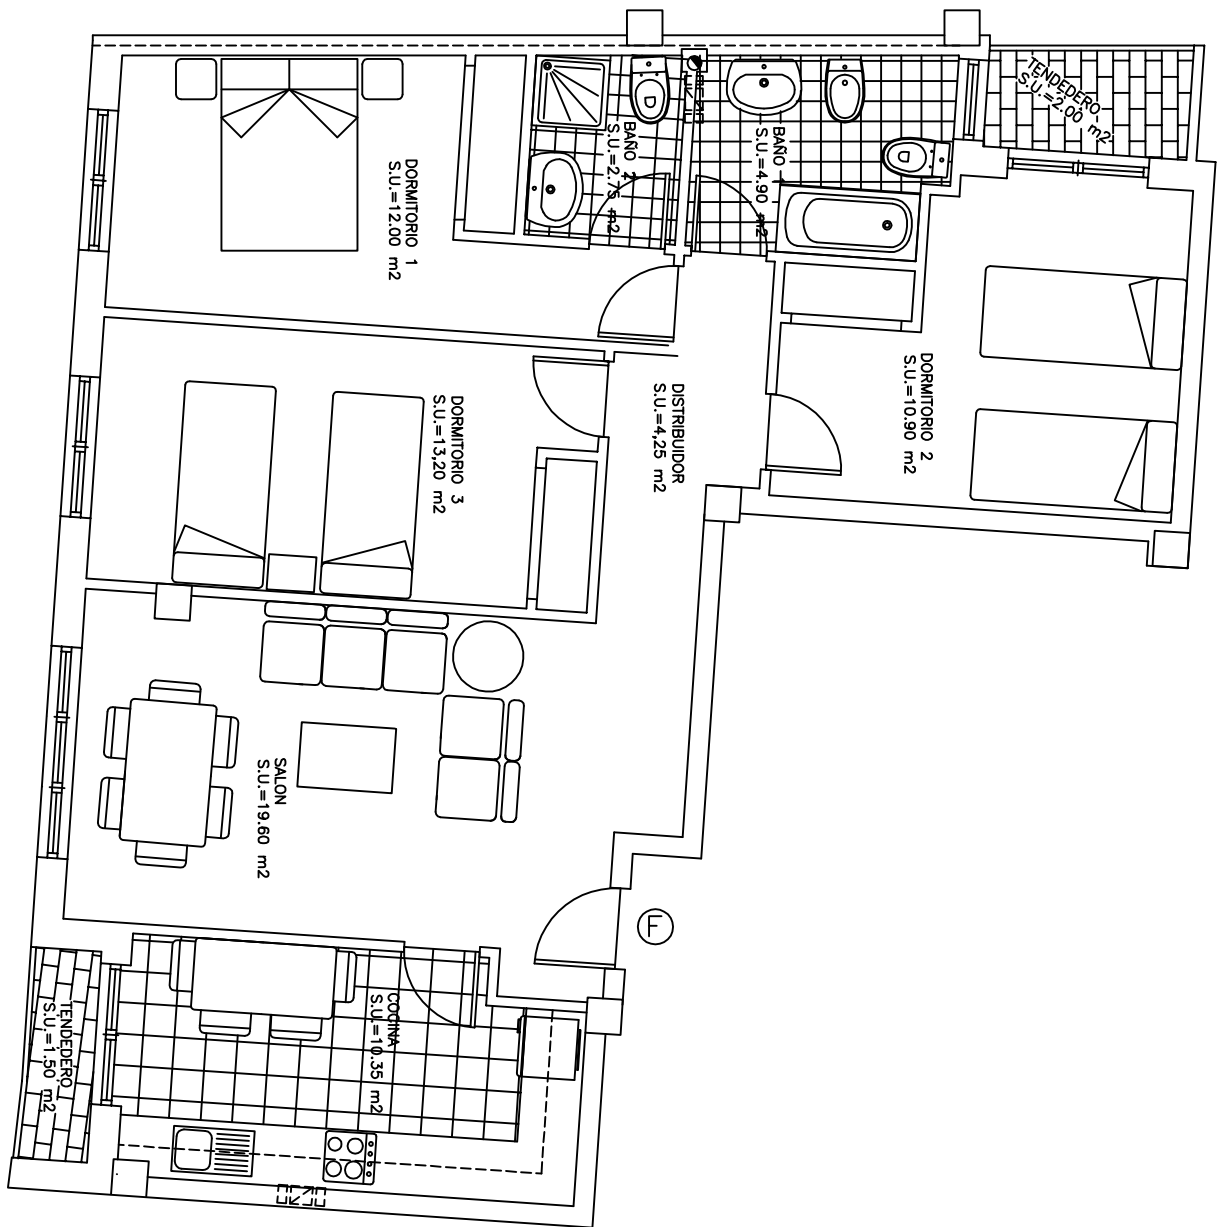 TENDEDERO
S.U.=2.00 m2
BAÑO 1
S.U.=4.90 m2
BAÑO 2
S.U.=2.75 m2
DORMITORIO 1
S.U.=12.00 m2
DORMITORIO 2
S.U.=10.90 m2
DISTRIBUIDOR
S.U.=4,25 m2
DORMITORIO 3
S.U.=13,20 m2
SALON
S.U.=19.60 m2
F
COCINA
S.U.=10.35 m2
TENDEDERO
S.U.=1.50 m2